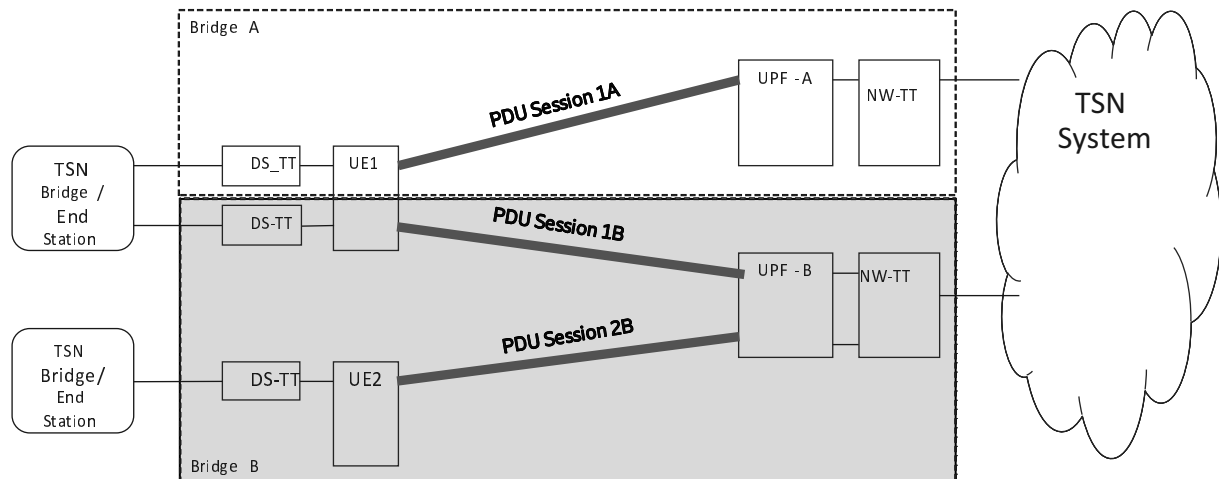 Bridge A
UPF - A
NW-TT
PDU Session 1A
TSN
System
TSN
Bridge /
End
Station
DS_TT
UE1
DS-TT
PDU Session 1B
UPF - B
NW-TT
PDU Session 2B
TSN
Bridge/
End
Station
DS-TT
UE2
Bridge B